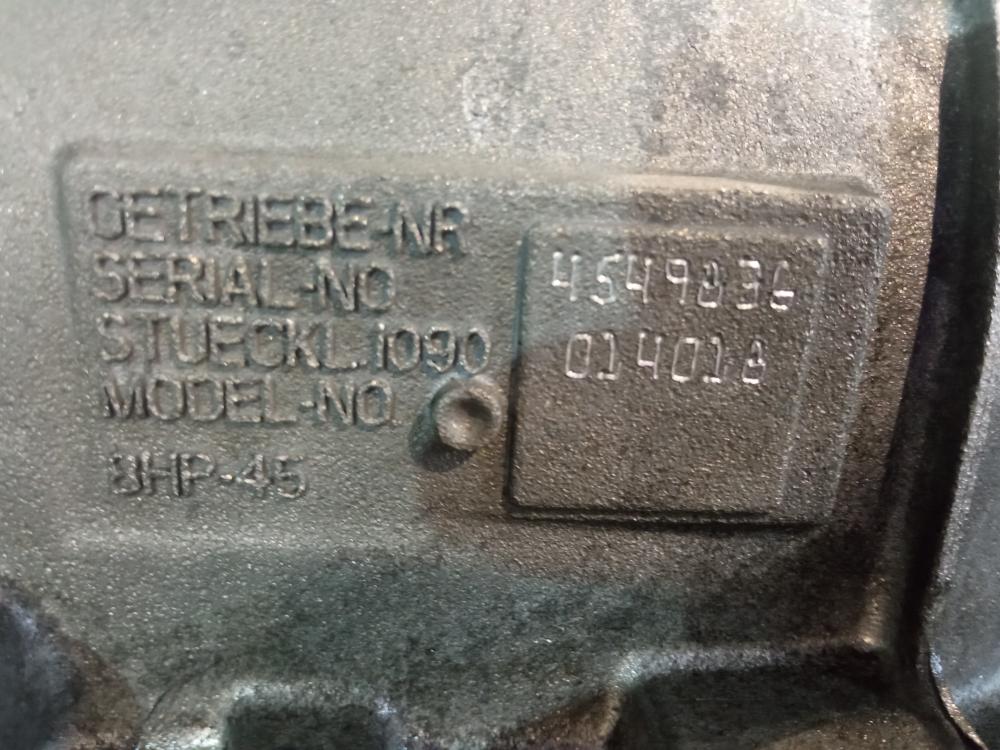 GETRIEBE-NR
SERIAL-NO
4549836
STUECKL.1090
014018
MODEL-NO.
8HP-45